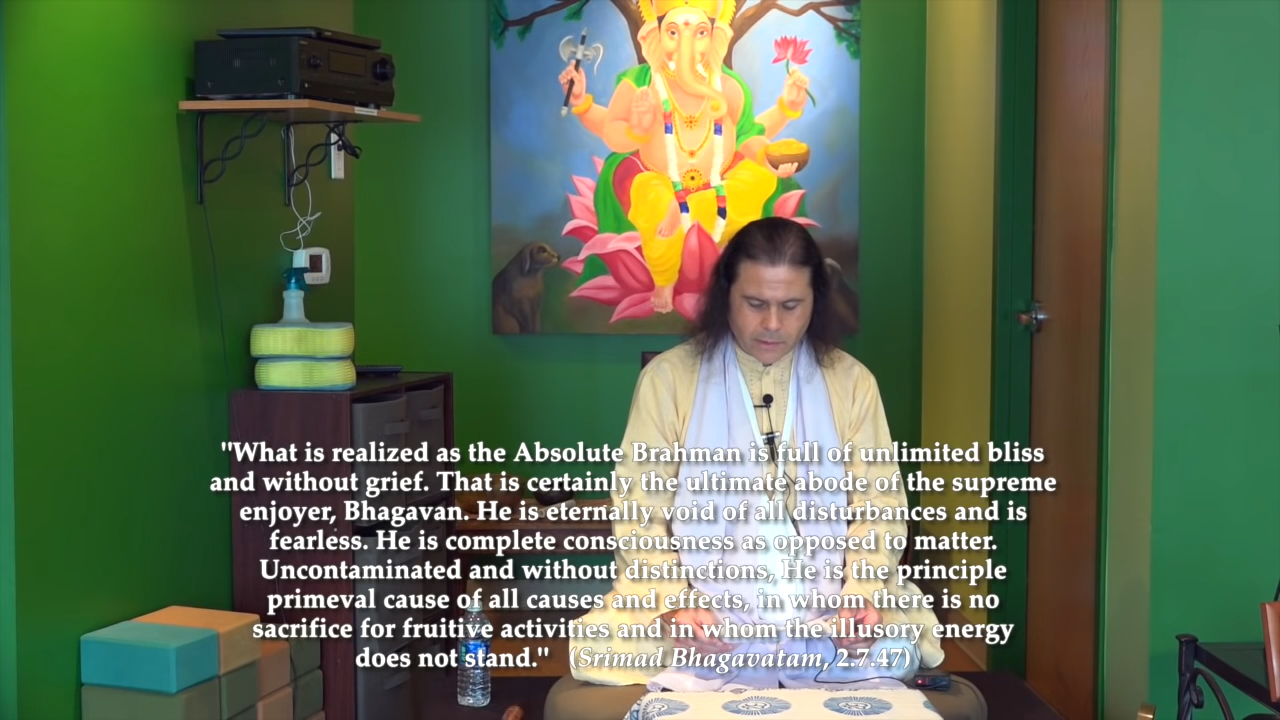 "What is realized as the Absolute Brahman is full of unlimited bliss
and without grief. That is certainly the ultimate abode of the supreme
enjoyer, Bhagavan. He is eternally void of all disturbances and is
fearless. He is complete consciousness as opposed to matter.
Uncontaminated and without distinctions, He is the principle
primeval cause of all causes and effects, in whom there is no
sacrifice for fruitive activities and in whom the illusory energy
does not stand." (Srimad Bhagavatam, 2.7.47)